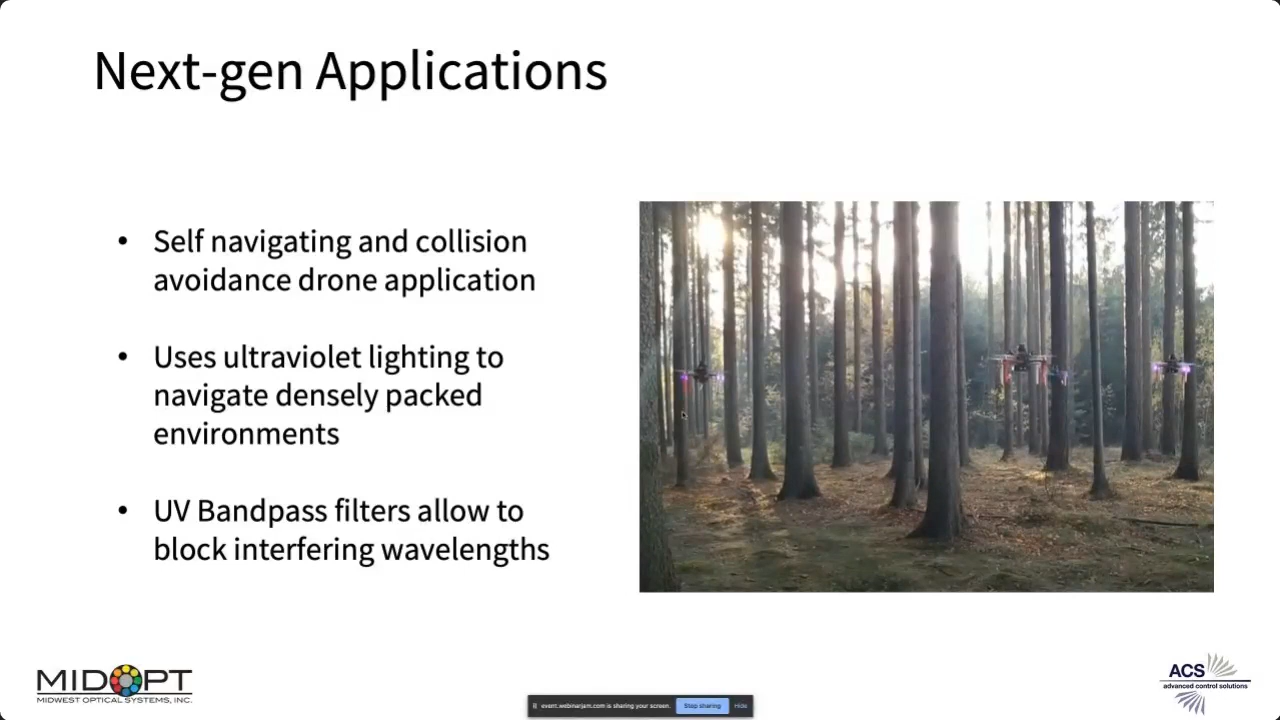 Next-gen Applications
• Self navigating and collision
avoidance drone application
• Uses ultraviolet lighting to
navigate densely packed
environments
• UV Bandpass filters allow to
block interfering wavelengths
MIDOPT
MIDWEST OPTICAL SYSTEMS, INC.
event.webinarjam.com is sharing your screen. Stop sharing Hide
ACS
advanced control solutions